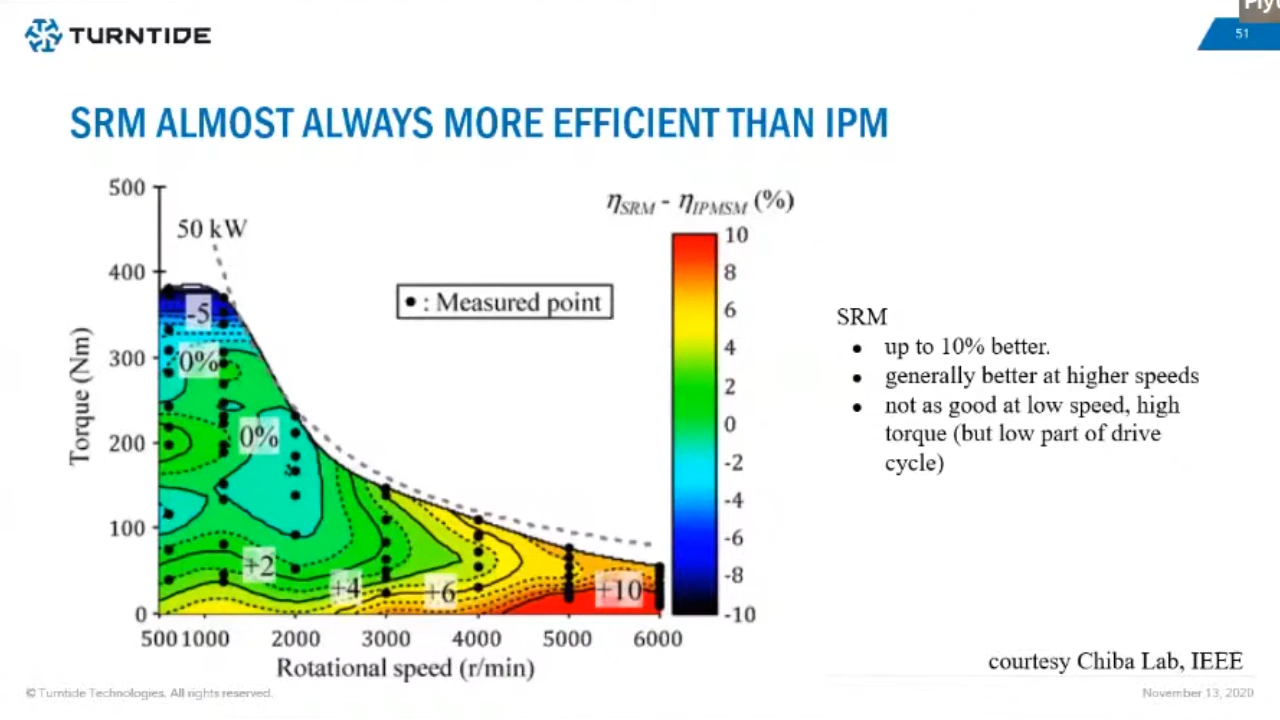 TURNTIDE
51
SRM ALMOST ALWAYS MORE EFFICIENT THAN IPM
500
400
300
200
100
0
Torque (Nm)
50 kW
-5
0%
0%
+2
+4
+6
+10
• : Measured point
500 1000 2000 3000 4000 5000 6000
Rotational speed (r/min)
ηSRM - ηIPMSM (%)
10
8
6
4
2
0
-2
-4
-6
-8
-10
SRM
• up to 10% better.
• generally better at higher speeds
• not as good at low speed, high
torque (but low part of drive
cycle)
courtesy Chiba Lab, IEEE
© Turntide Technologies. All rights reserved.
November 13, 2020